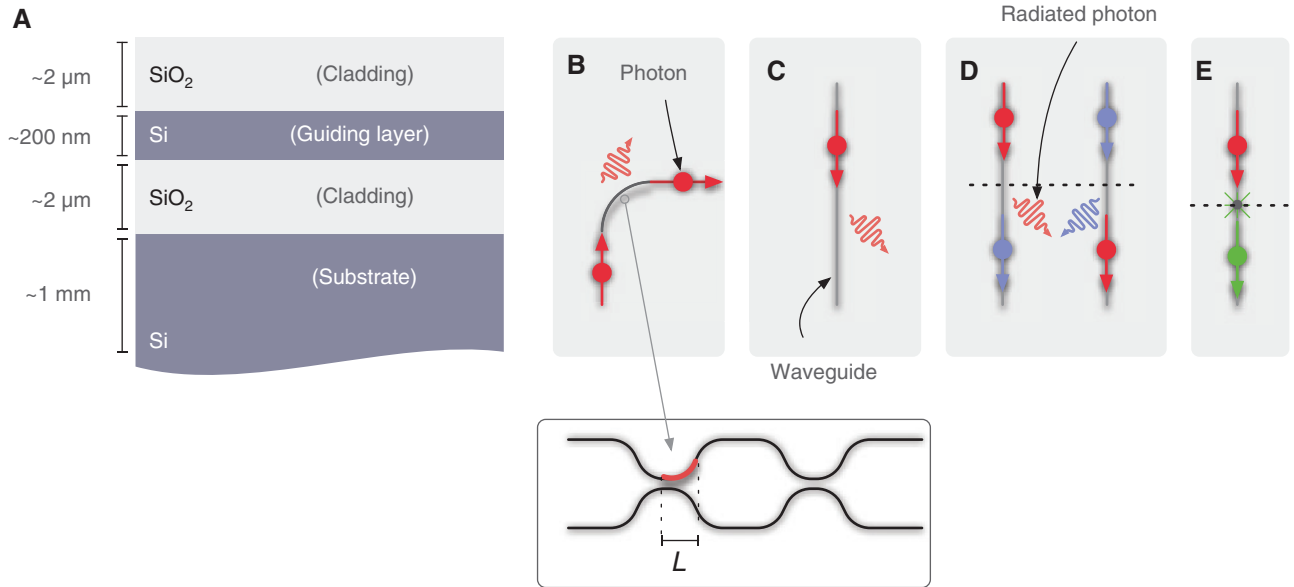 A
~2 µm
SiO2
(Cladding)
~200 nm
Si
(Guiding layer)
~2 µm
SiO2
(Cladding)
~1 mm
(Substrate)
Si
B
Photon
C
Waveguide
Radiated photon
D
E
L